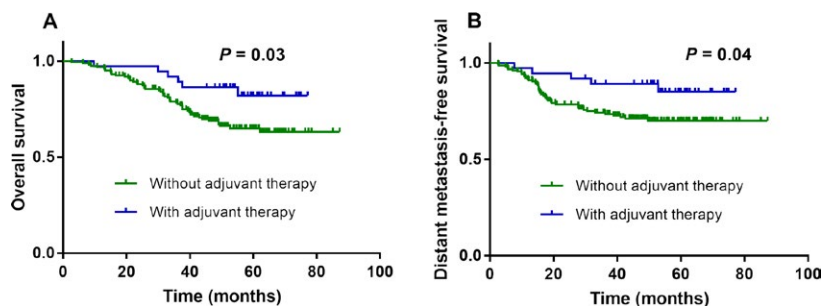 A
P = 0.03
Overall survival
1.0
0.5
0.0
Without adjuvant therapy
With adjuvant therapy
0 20 40 60 80 100
Time (months)
B
P = 0.04
Distant metastasis-free survival
1.0
0.5
0.0
Without adjuvant therapy
With adjuvant therapy
0 20 40 60 80 100
Time (months)